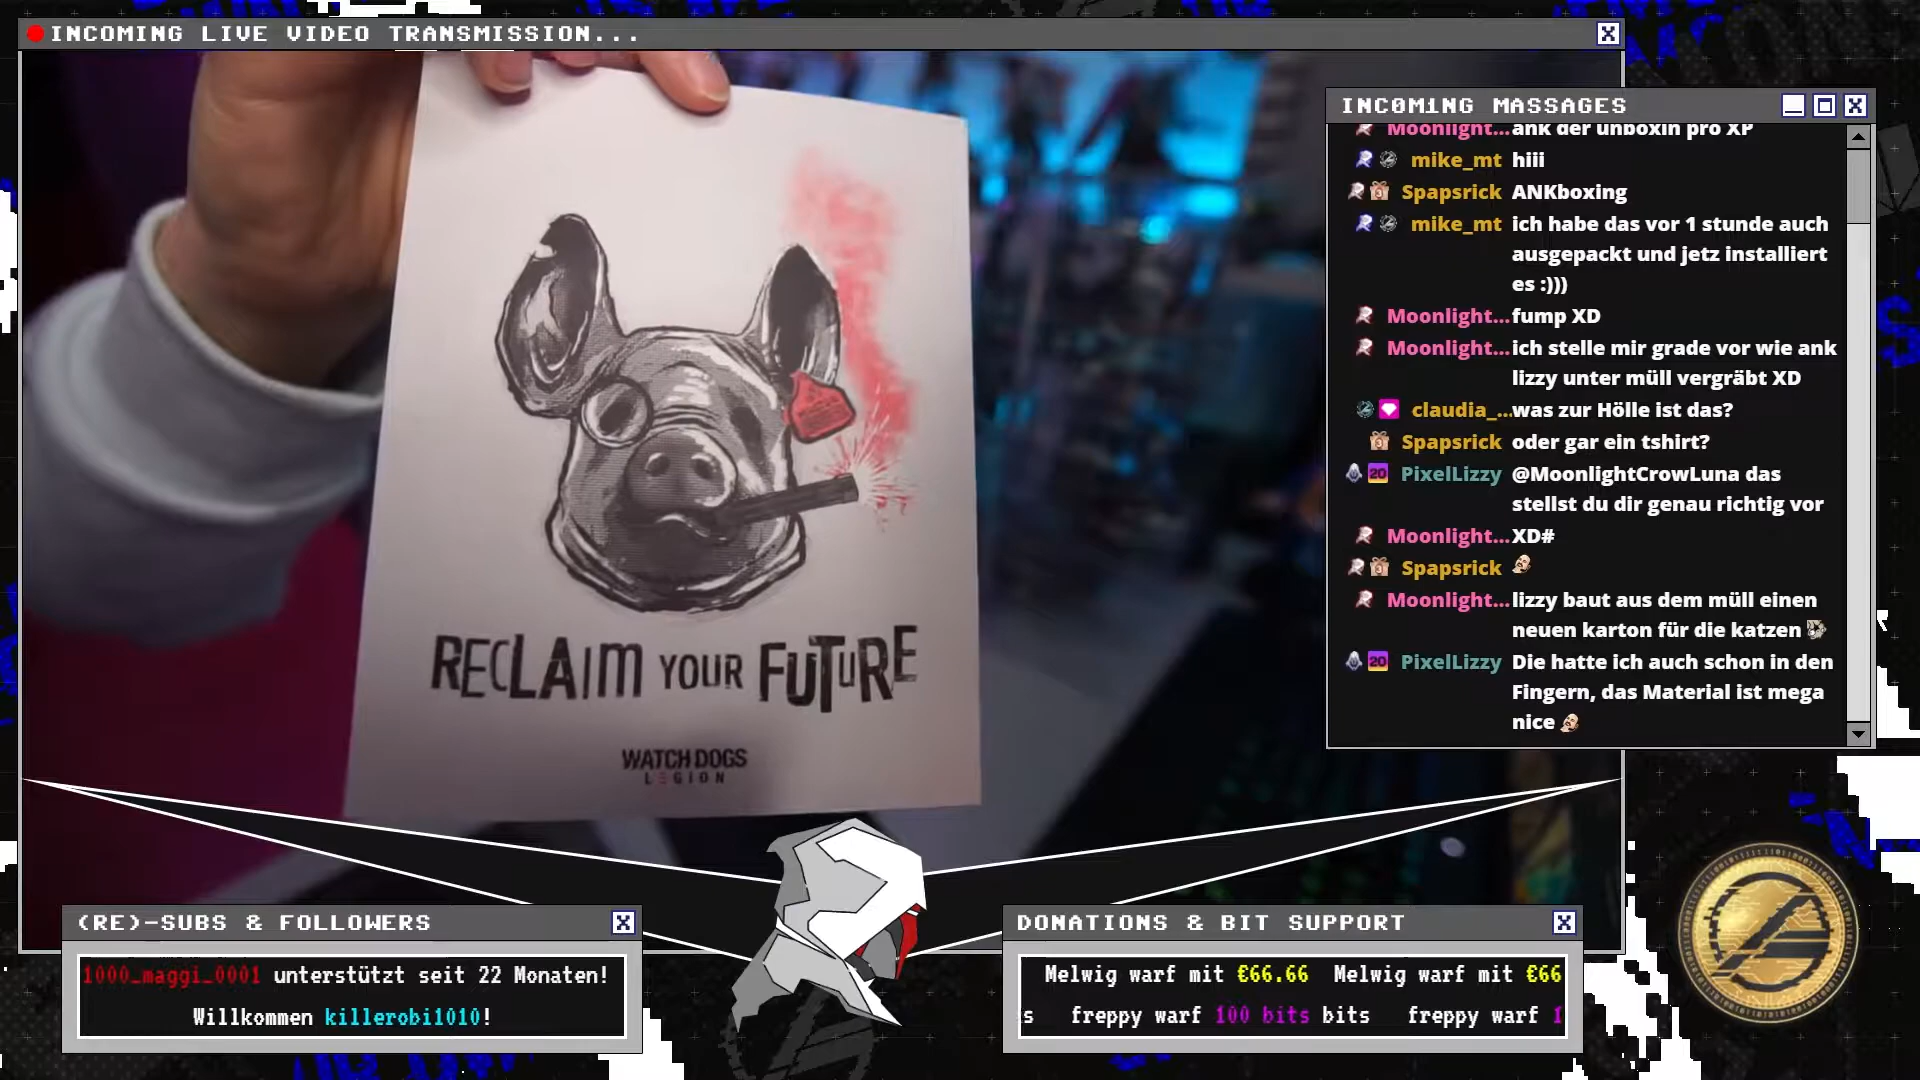 INCOMING LIVE VIDEO TRANSMISSION...
RECLAIM YOUR FUTURE
WATCH DOGS
LEGION
INC0M1NG MASSAGES
Moonlight... ank der unboxin pro XP
mike_mt hiii
Spapsrick ANKboxing
mike_mt ich habe das vor 1 stunde auch
ausgepackt und jetz installiert
es :)))
Moonlight... fump XD
Moonlight... ich stelle mir grade vor wie ank
lizzy unter müll vergräbt XD
claudia_... was zur Hölle ist das?
Spapsrick oder gar ein tshirt?
20 PixelLizzy @MoonlightCrowLuna das
stellst du dir genau richtig vor
Moonlight... XD#
Spapsrick
Moonlight... lizzy baut aus dem müll einen
neuen karton für die katzen
20 PixelLizzy Die hatte ich auch schon in den
Fingern, das Material ist mega
nice
(RE)-SUBS & FOLLOWERS
1000_maggi_0001 unterstützt seit 22 Monaten!
Willkommen killerobi1010!
DONATIONS & BIT SUPPORT
Melwig warf mit €66.66 Melwig warf mit €66
s freppy warf 100 bits bits freppy warf 1